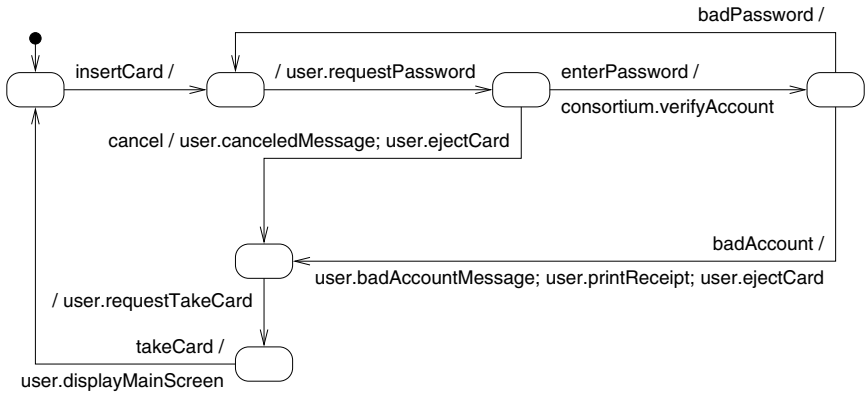 badPassword /
insertCard /
/ user.requestPassword
enterPassword /
consortium.verifyAccount
cancel / user.canceledMessage; user.ejectCard
badAccount /
user.badAccountMessage; user.printReceipt; user.ejectCard
/ user.requestTakeCard
takeCard /
user.displayMainScreen